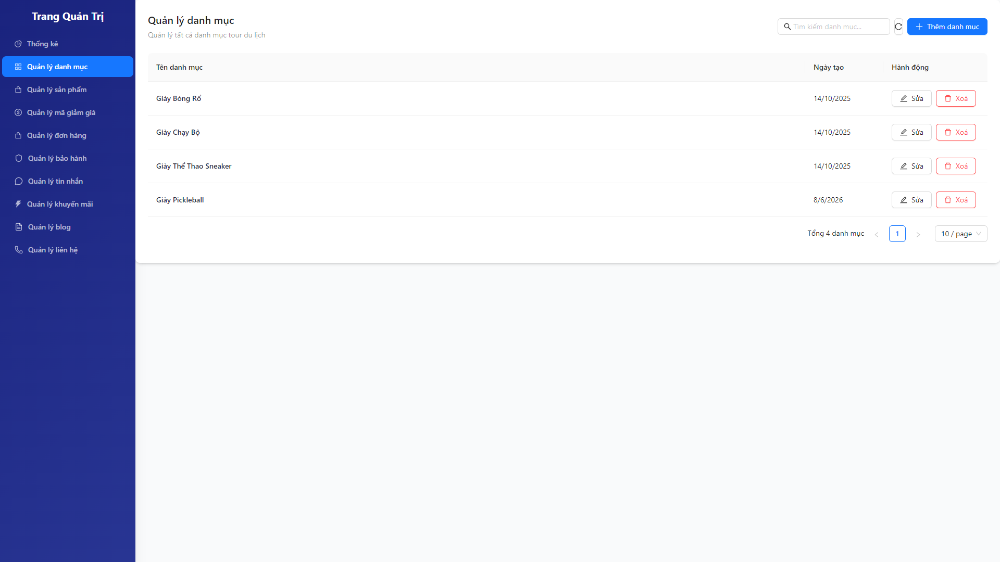 Trang Quản Trị
Thống kê
Quản lý danh mục
Quản lý sản phẩm
Quản lý mã giảm giá
Quản lý đơn hàng
Quản lý bảo hành
Quản lý tin nhắn
Quản lý khuyến mãi
Quản lý blog
Quản lý liên hệ
Quản lý danh mục
Quản lý tất cả danh mục tour du lịch
Tìm kiếm danh mục...
Thêm danh mục
Tên danh mục Ngày tạo Hành động
Giày Bóng Rổ 14/10/2025 Sửa Xoá
Giày Chạy Bộ 14/10/2025 Sửa Xoá
Giày Thể Thao Sneaker 14/10/2025 Sửa Xoá
Giày Pickleball 8/6/2026 Sửa Xoá
Tổng 4 danh mục < 1 > 10 / page